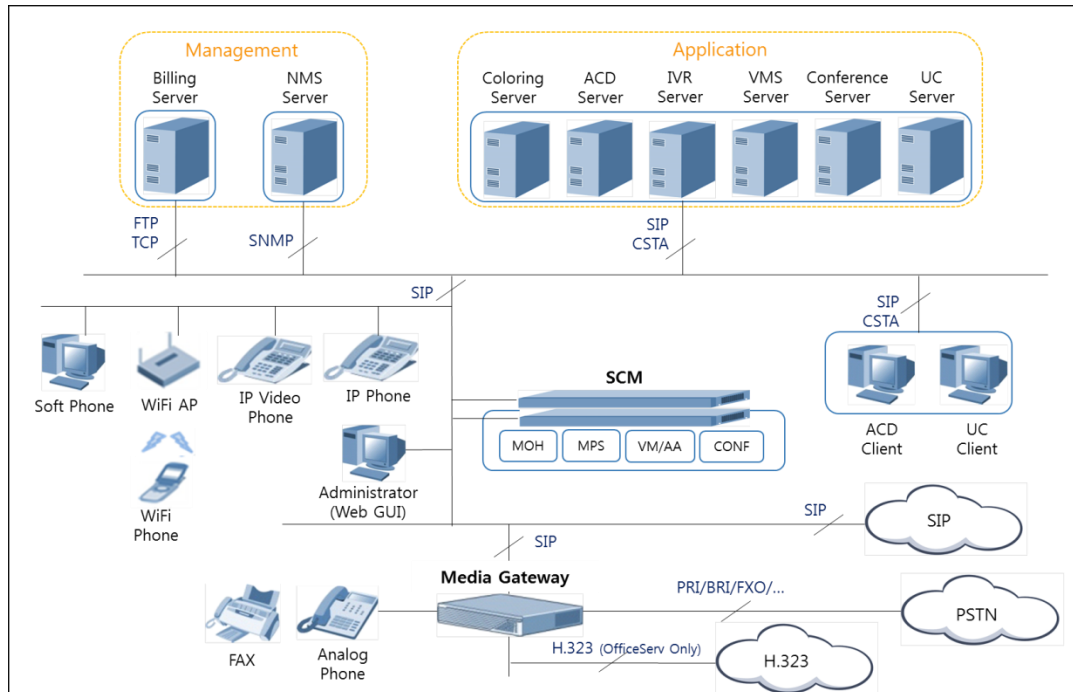 Management
Application
Billing
Server
NMS
Server
Coloring
Server
ACD
Server
IVR
Server
VMS
Server
Conference
Server
UC
Server
FTP
TCP
SNMP
SIP
CSTA
SIP
SIP
CSTA
Soft Phone
WiFi AP
IP Video
Phone
IP Phone
SCM
MOH
MPS
VM/AA
CONF
ACD
Client
UC
Client
WiFi
Phone
Administrator
(Web GUI)
SIP
SIP
SIP
Media Gateway
PRI/BRI/FXO/...
PSTN
FAX
Analog
Phone
H.323 (OfficeServ Only)
H.323